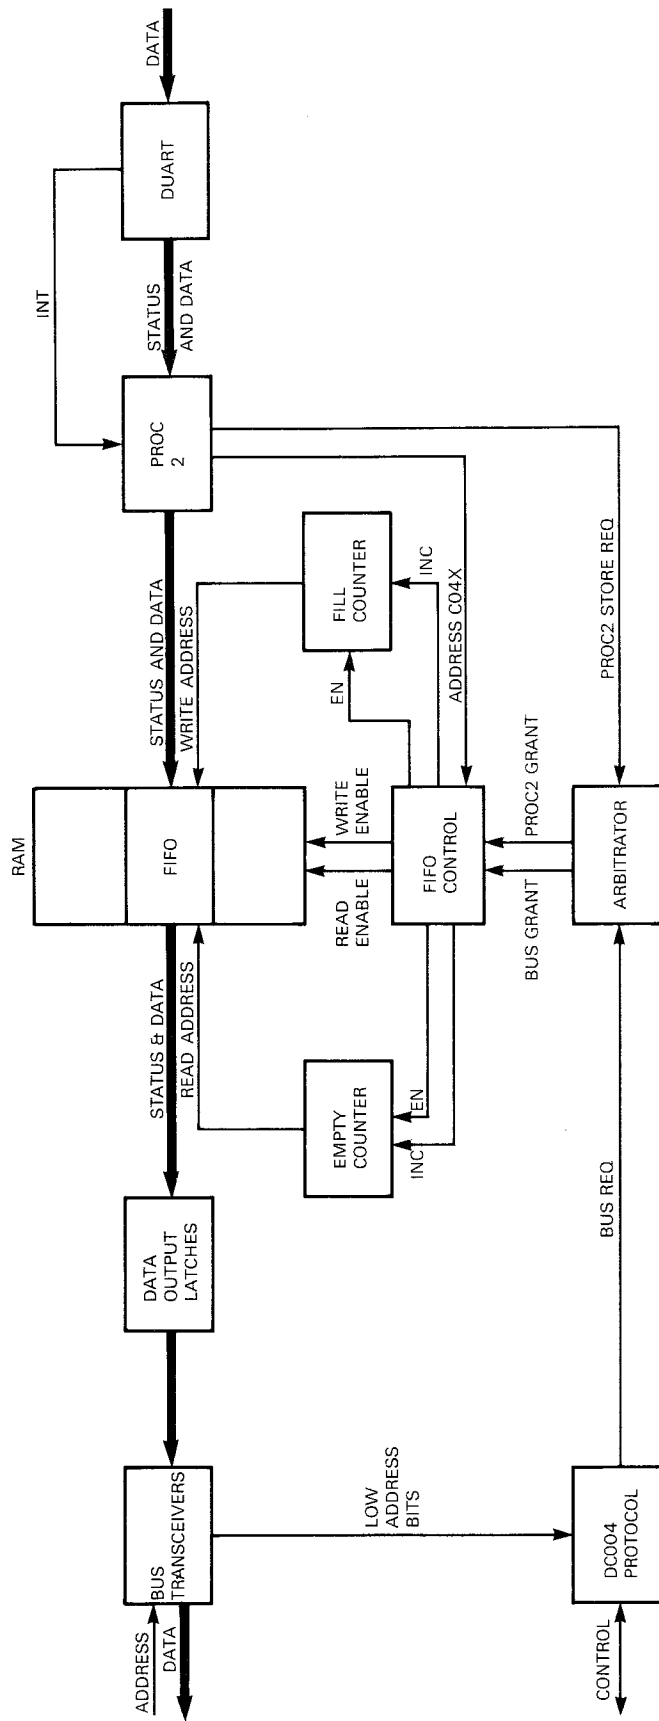 ADDRESS
DATA
BUS
TRANSCEIVERS
DATA
OUTPUT
LATCHES
STATUS & DATA
READ ADDRESS
RAM
FIFO
STATUS AND DATA
WRITE ADDRESS
PROC
2
INT
STATUS
AND DATA
DUART
DATA
EMPTY
COUNTER
INC
EN
READ
ENABLE
WRITE
ENABLE
FILL
COUNTER
EN
INC
LOW
ADDRESS
BITS
FIFO
CONTROL
ADDRESS C04X
BUS GRANT
PROC2 GRANT
CONTROL
DC004
PROTOCOL
BUS REQ
ARBITRATOR
PROC2 STORE REQ